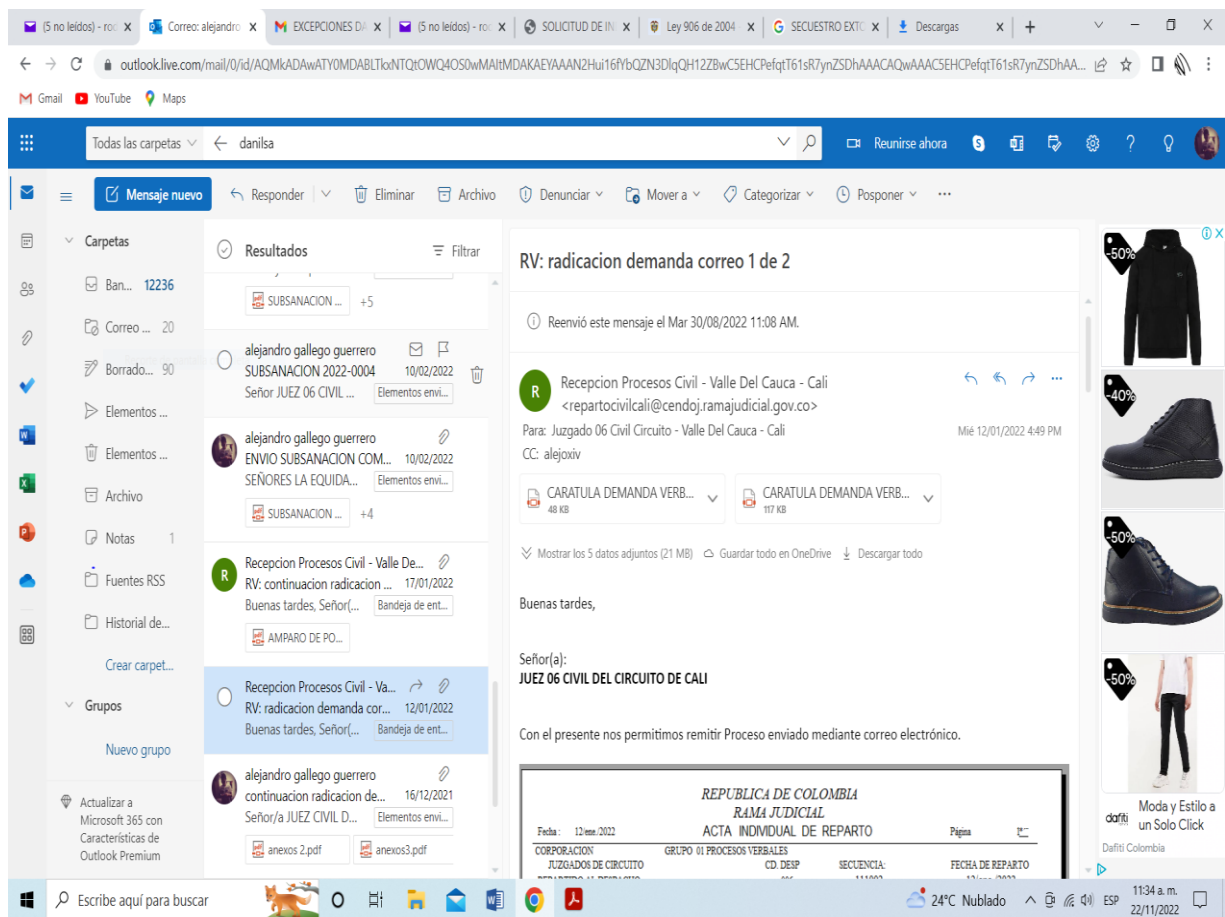 (5 no leídos) - roc
Correo: alejandro
EXCEPCIONES DA
(5 no leídos) - roc
SOLICITUD DE IN
Ley 906 de 2004
SECUESTRO EXTO
Descargas
outlook.live.com/mail/0/id/
Gmail YouTube Maps
Todas las carpetas danilsa
Reunirse ahora
Mensaje nuevo Responder Eliminar Archivo Denunciar Mover a Categorizar Posponer
Carpetas
Ban... 12236
Correo ... 20
Borrado... 90
Elementos ...
Elementos ...
Archivo
Notas 1
Fuentes RSS
Historial de...
Crear carpet...
Grupos
Nuevo grupo
Actualizar a
Microsoft 365 con
Características de
Outlook Premium
Resultados Filtrar
SUBSANACION ... +5
alejandro gallego guerrero
SUBSANACION 2022-0004 10/02/2022
Señor JUEZ 06 CIVIL ... Elementos envi...
alejandro gallego guerrero
ENVIO SUBSANACION COM... 10/02/2022
SEÑORES LA EQUIDA... Elementos envi...
SUBSANACION ... +4
Recepcion Procesos Civil - Valle De...
RV: continuacion radicacion ... 17/01/2022
Buenas tardes, Señor(... Bandeja de ent...
AMPARO DE PO...
Recepcion Procesos Civil - Va...
RV: radicacion demanda cor... 12/01/2022
Buenas tardes, Señor(... Bandeja de ent...
alejandro gallego guerrero
continuacion radicacion de... 16/12/2021
Señor/a JUEZ CIVIL D... Elementos envi...
anexos 2.pdf anexos3.pdf
RV: radicacion demanda correo 1 de 2
Reenvió este mensaje el Mar 30/08/2022 11:08 AM.
R
Recepcion Procesos Civil - Valle Del Cauca - Cali
<repartocivilcali@cendoj.ramajudicial.gov.co>
Para: Juzgado 06 Civil Circuito - Valle Del Cauca - Cali Mié 12/01/2022 4:49 PM
CC: alejoxiv
CARATULA DEMANDA VERB...
48 KB
CARATULA DEMANDA VERB...
117 KB
Mostrar los 5 datos adjuntos (21 MB) Guardar todo en OneDrive Descargar todo
Buenas tardes,
Señor(a):
JUEZ 06 CIVIL DEL CIRCUITO DE CALI
Con el presente nos permitimos remitir Proceso enviado mediante correo electrónico.
REPUBLICA DE COLOMBIA
RAMA JUDICIAL
Fecha : 12/ene./2022 ACTA INDIVIDUAL DE REPARTO Página
CORPORACION GRUPO 01 PROCESOS VERBALES
JUZGADOS DE CIRCUITO CD. DESP SECUENCIA: FECHA DE REPARTO
-50%
-40%
-50%
-50%
dafiti
Moda y Estilo a
un Solo Click
Dafiti Colombia
Escribe aquí para buscar
24°C Nublado
ESP
11:34 a. m.
22/11/2022